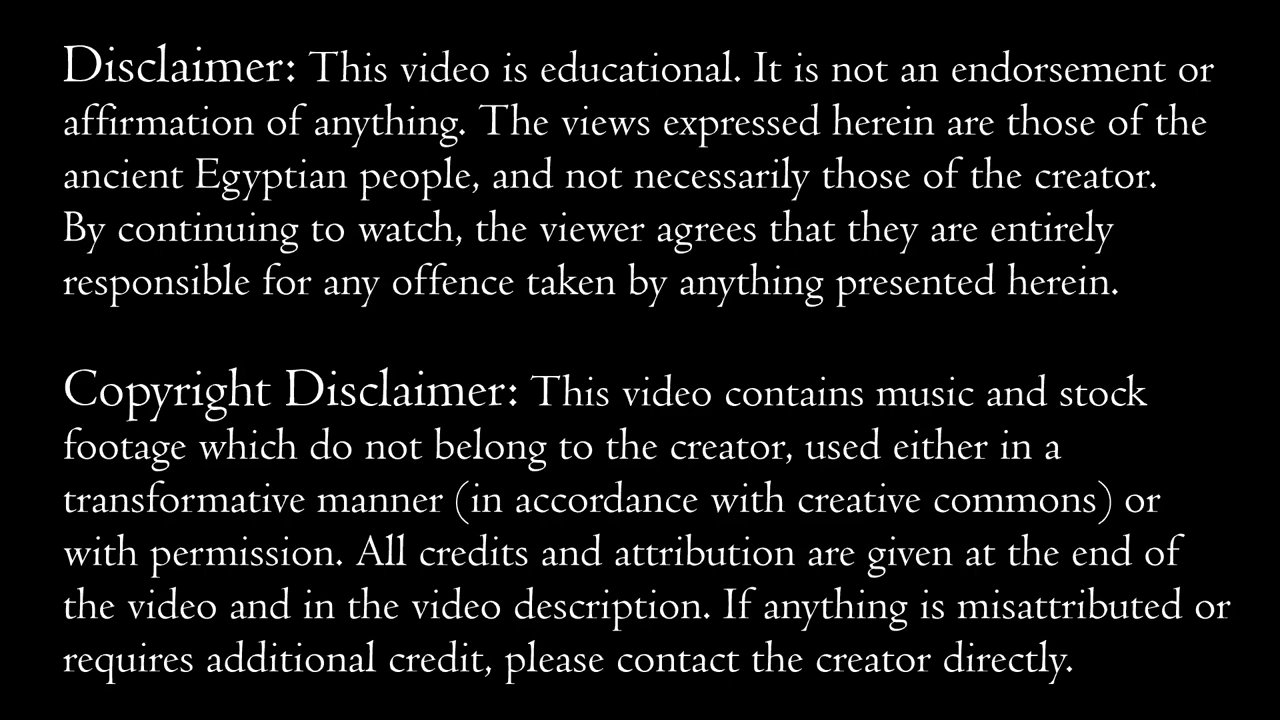 Disclaimer: This video is educational. It is not an endorsement or
affirmation of anything. The views expressed herein are those of the
ancient Egyptian people, and not necessarily those of the creator.
By continuing to watch, the viewer agrees that they are entirely
responsible for any offence taken by anything presented herein.
Copyright Disclaimer: This video contains music and stock
footage which do not belong to the creator, used either in a
transformative manner (in accordance with creative commons) or
with permission. All credits and attribution are given at the end of
the video and in the video description. If anything is misattributed or
requires additional credit, please contact the creator directly.